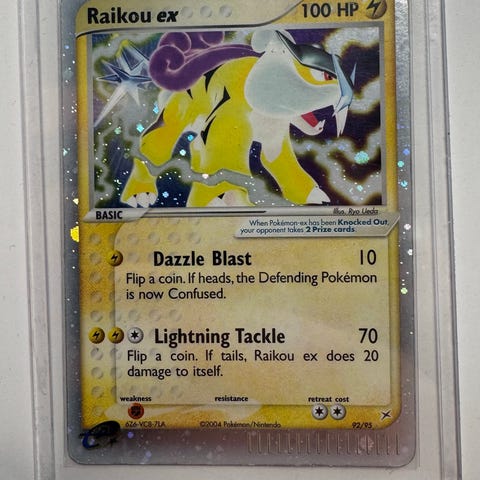 Raikou ex 100 HP
Illus. Ryo Ueda
BASIC
When Pokémon-ex has been Knocked Out,
your opponent takes 2 Prize cards.
Dazzle Blast 10
Flip a coin. If heads, the Defending Pokémon
is now Confused.
Lightning Tackle 70
Flip a coin. If tails, Raikou ex does 20
damage to itself.
weakness resistance retreat cost
6Z6-VC8-7LA ©2004 Pokémon/Nintendo 92/95